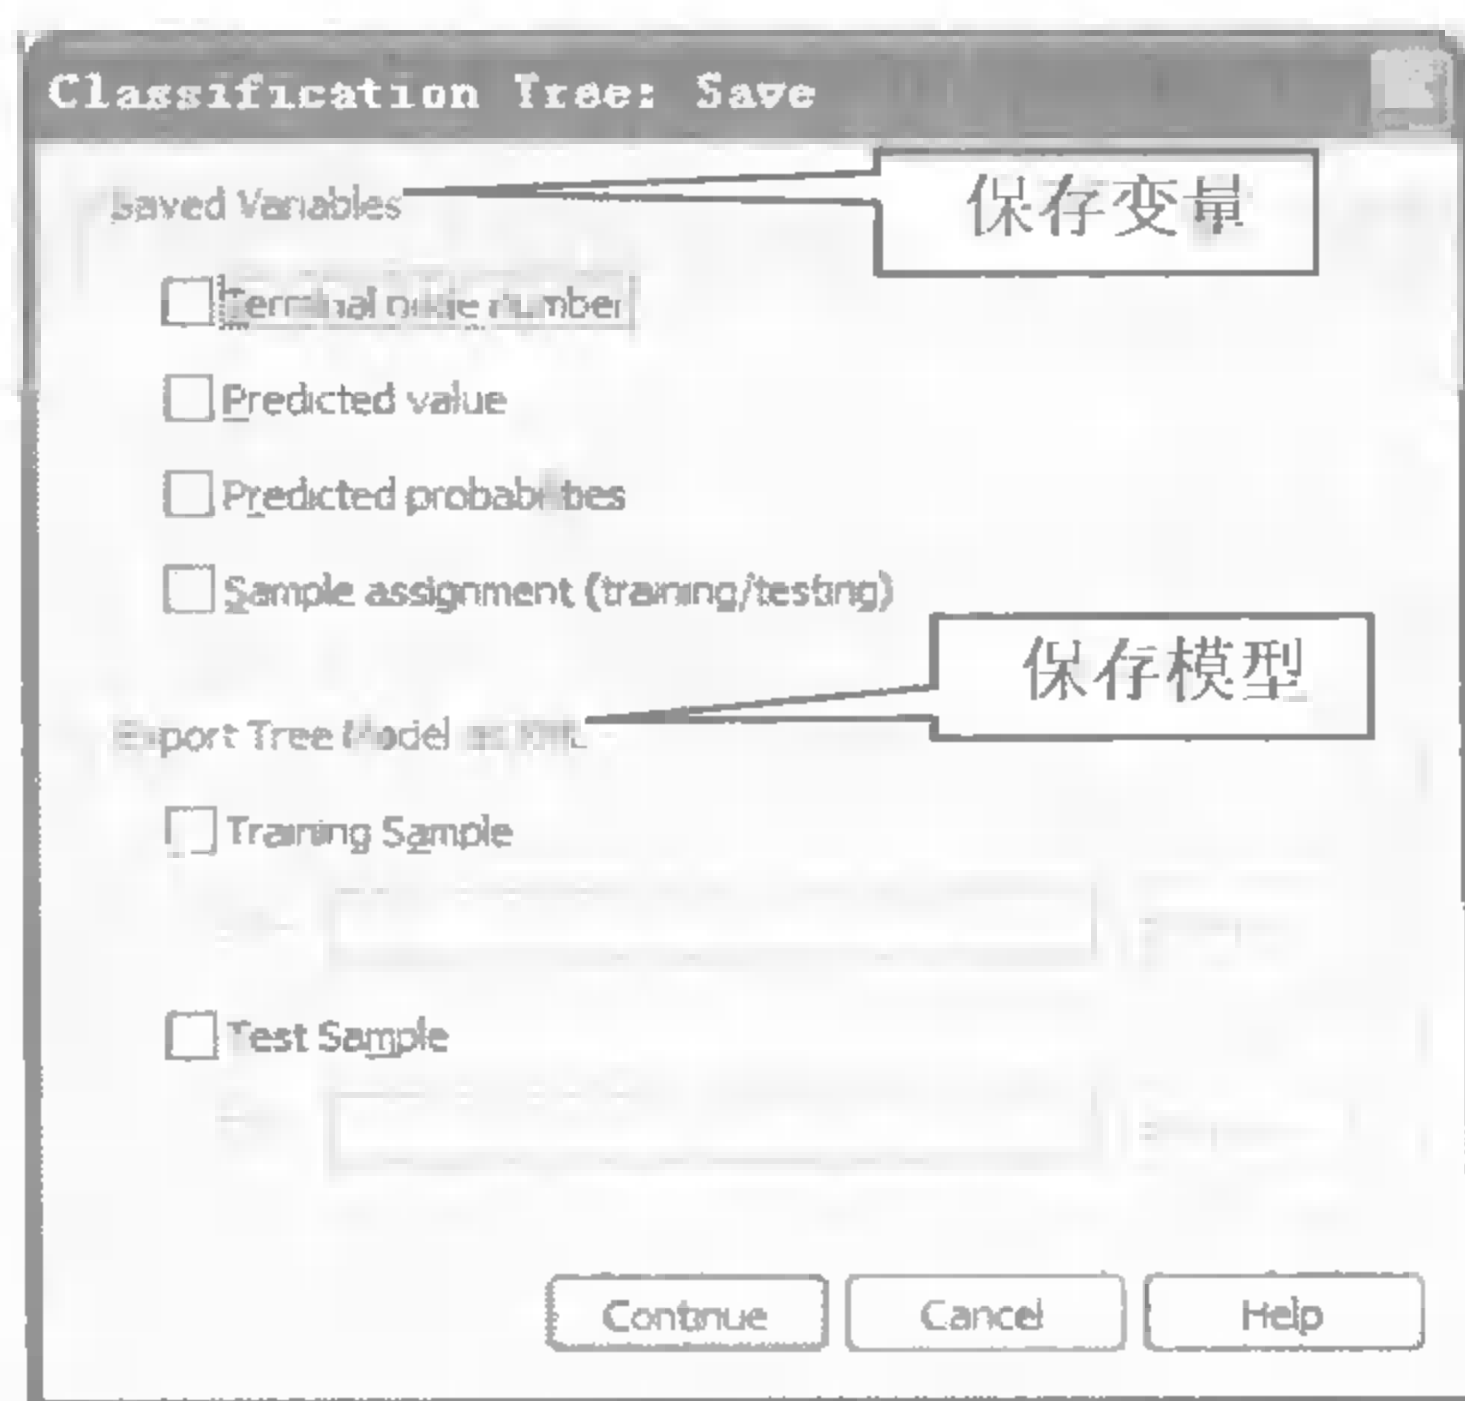 Classification Tree: Save
Saved Variables
保存变量
Terminal node number
Predicted value
Predicted probabilities
Sample assignment (training/testing)
保存模型
Export Tree Model as XML
Training Sample
Test Sample
Continue
Cancel
Help